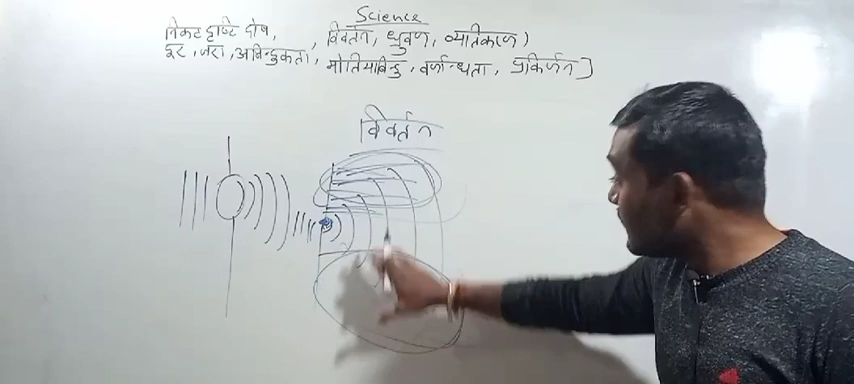 Science
निकट दृष्टि दोष, , विवर्तन, ध्रुवण, व्यतिकरण)
दूर, जरा, अबिन्दुकता, मोतियाबिन्दु, वर्णान्धता, प्रकिर्णन]
विवर्तन